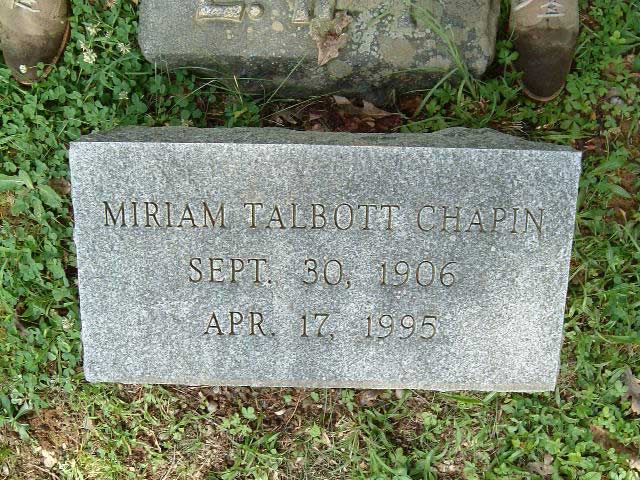 MIRIAM TALBOTT CHAPIN
SEPT. 30, 1906
APR. 17, 1995